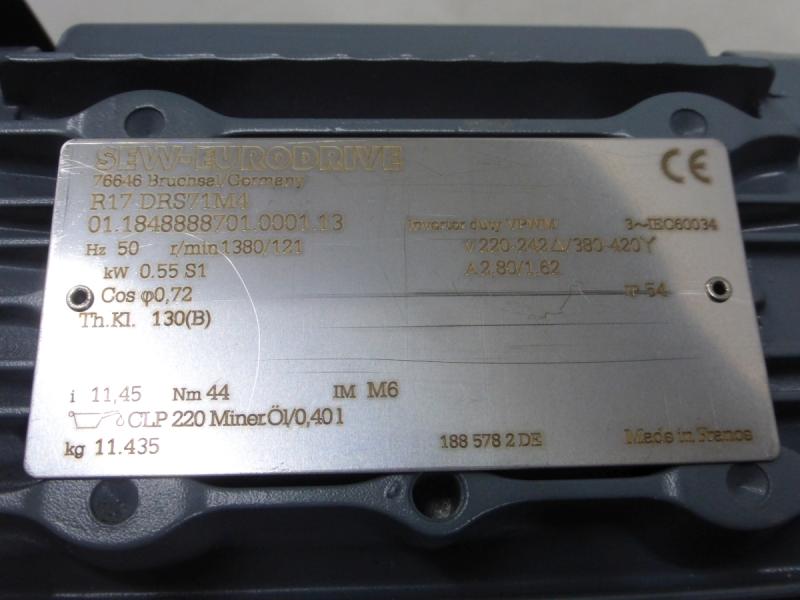 SEW-EURODRIVE
76646 Bruchsal/Germany
R17 DRS71M4
01.1848888701.0001.13 Inverter duty VPWM 3~IEC60034
Hz 50 r/min 1380/121 V 220-242 Δ/380-420Y
kW 0.55 S1 A 2,80/1,62
Cos φ0,72 IP 54
Th.Kl. 130(B)
i 11,45 Nm 44 IM M6
CLP 220 Miner.Öl/0,40 l
kg 11.435 188 578 2 DE Made in France
CE